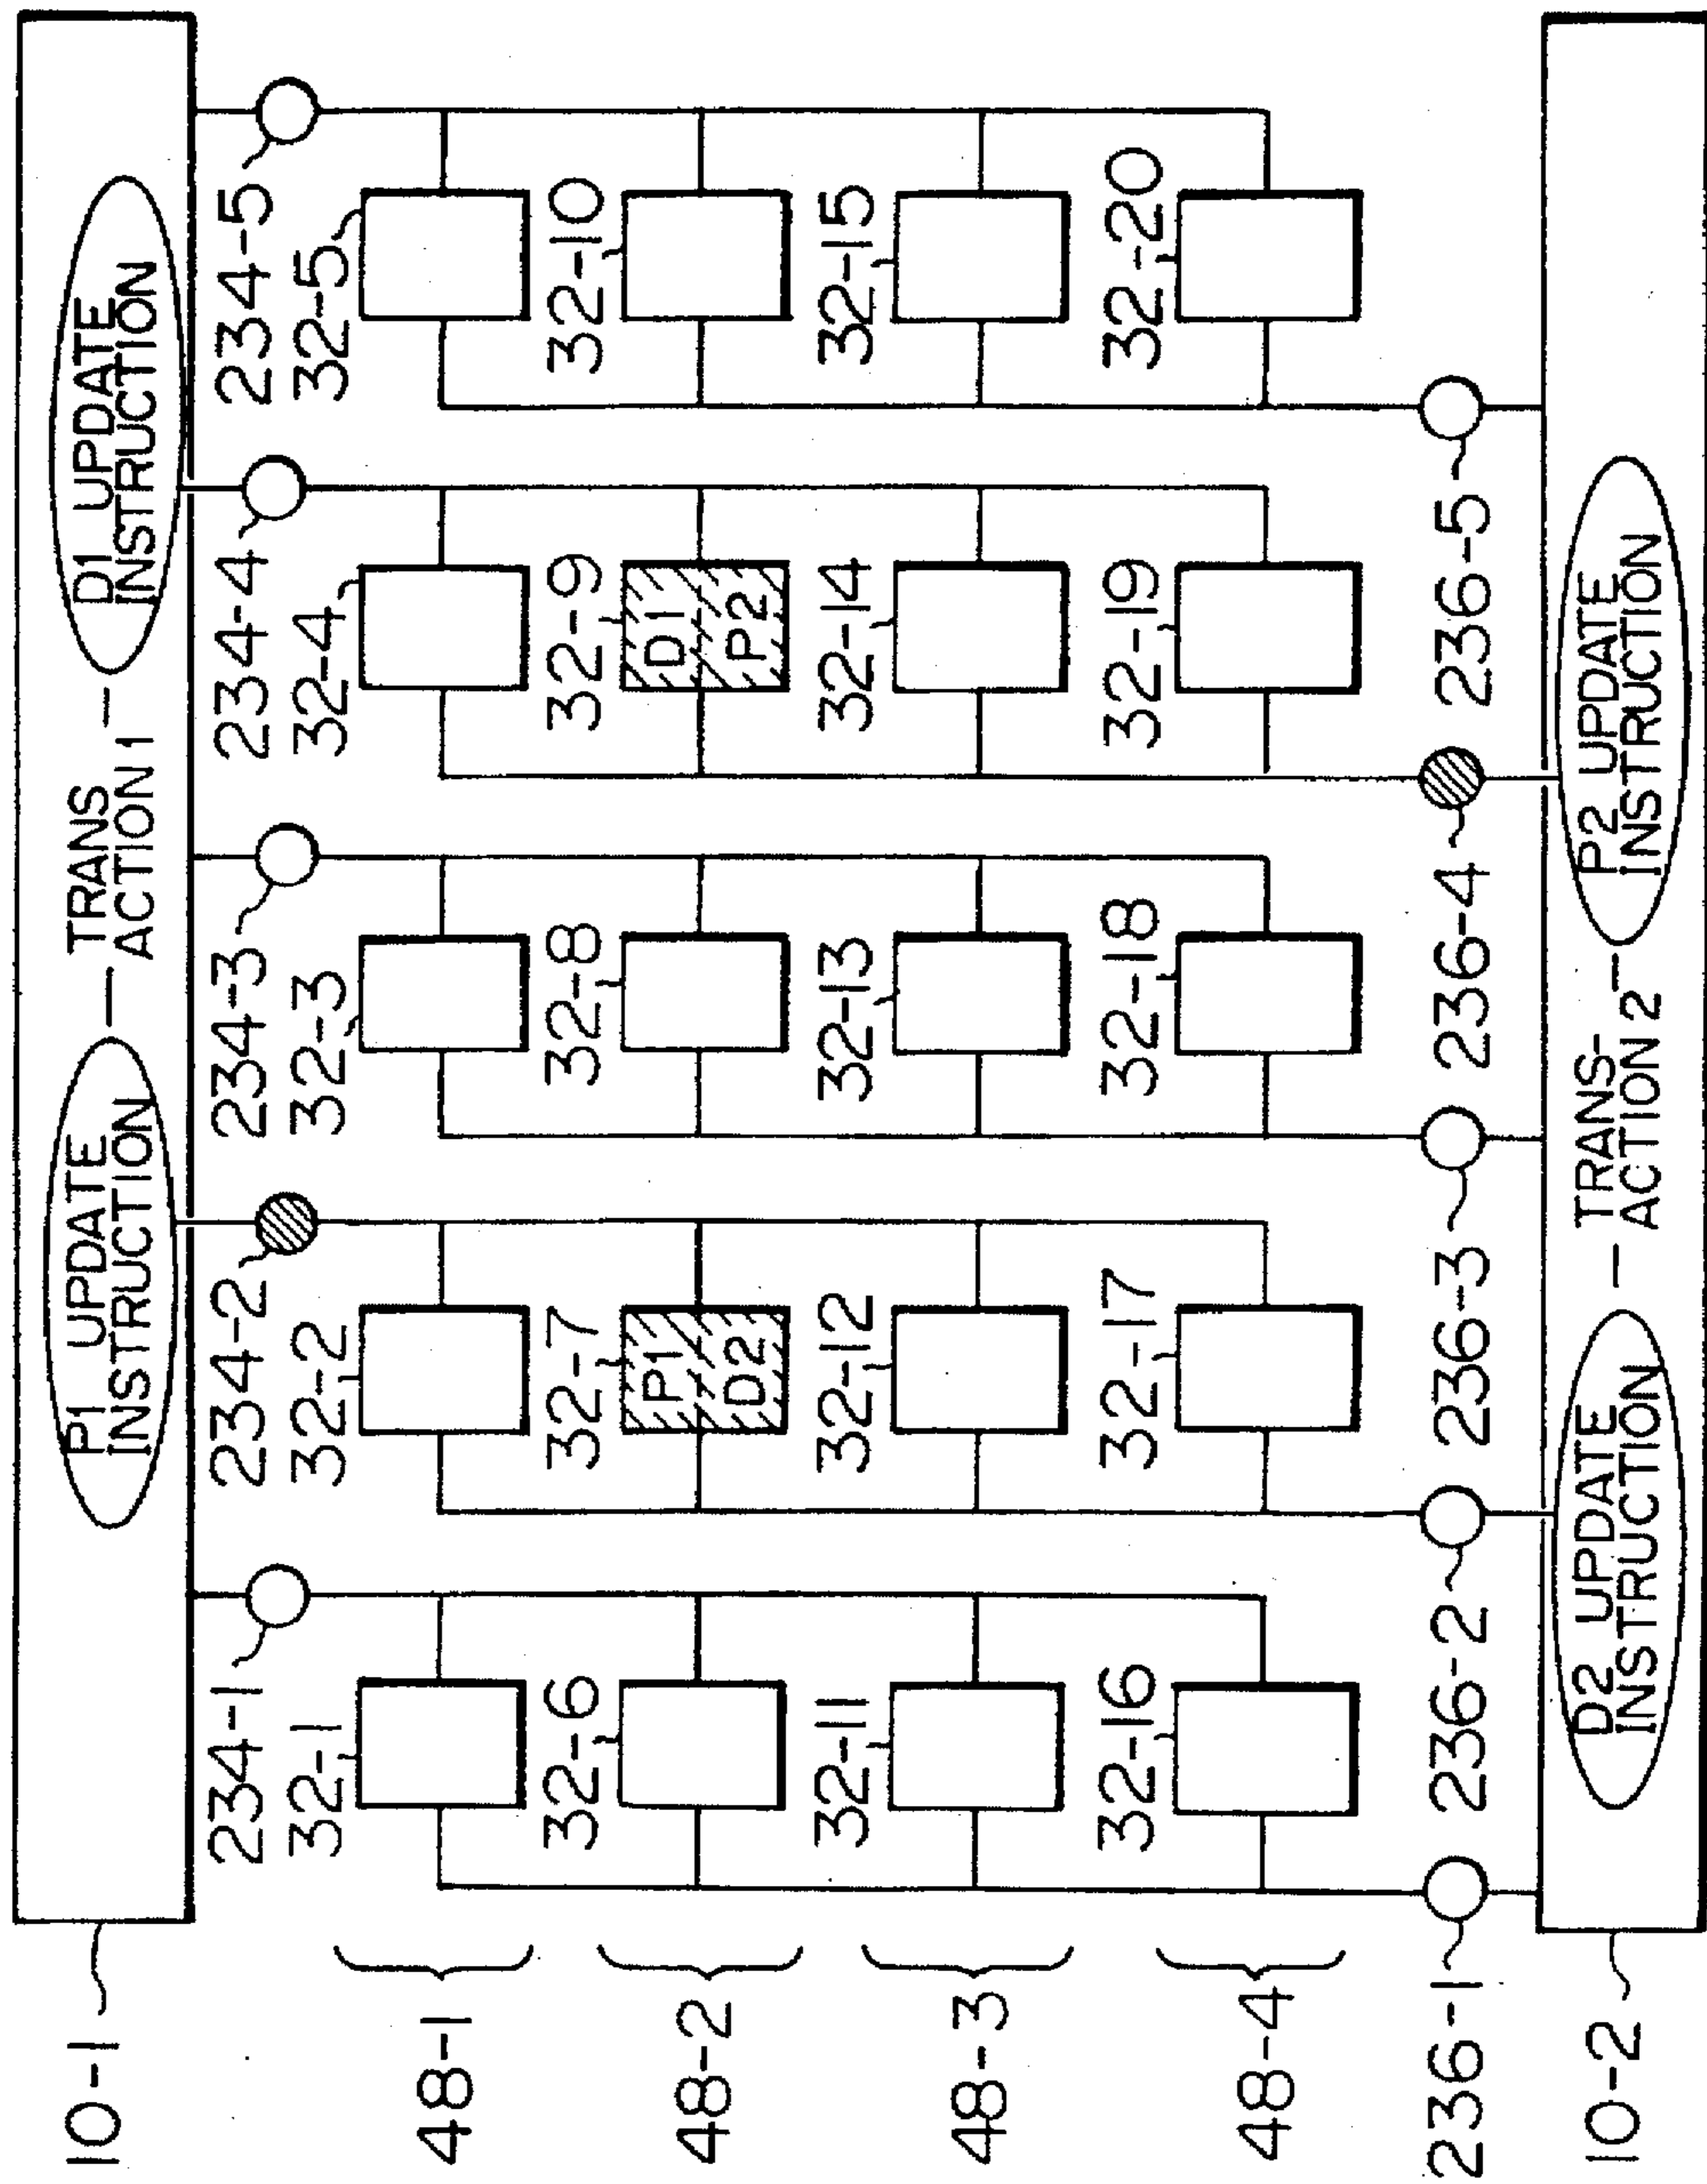 10-1
P1 UPDATE
INSTRUCTION
TRANS
ACTION 1
D1 UPDATE
INSTRUCTION
234-1
234-2
234-3
234-4
234-5
48-1
32-1
32-2
32-3
32-4
32-5
48-2
32-6
32-7
P1
D2
32-8
32-9
D1
P2
32-10
48-3
32-11
32-12
32-13
32-14
32-15
48-4
32-16
32-17
32-18
32-19
32-20
236-1
236-2
236-3
236-4
236-5
10-2
D2 UPDATE
INSTRUCTION
TRANS-
ACTION 2
P2 UPDATE
INSTRUCTION